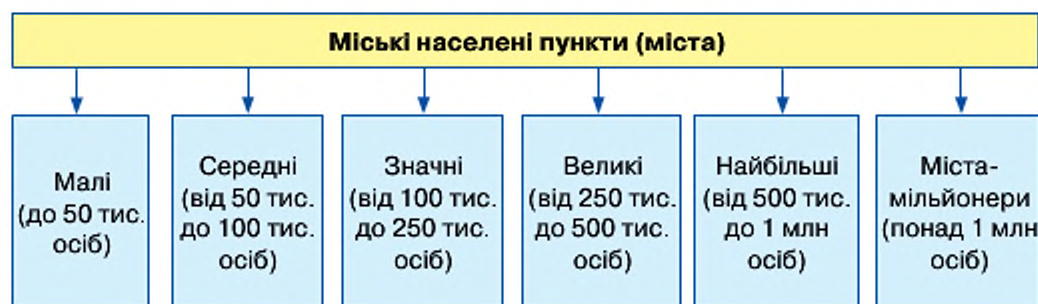 Міські населені пункти (міста)
Малі
(до 50 тис.
осіб)
Середні
(від 50 тис.
до 100 тис.
осіб)
Значні
(від 100 тис.
до 250 тис.
осіб)
Великі
(від 250 тис.
до 500 тис.
осіб)
Найбільші
(від 500 тис.
до 1 млн
осіб)
Міста-
мільйонери
(понад 1 млн
осіб)